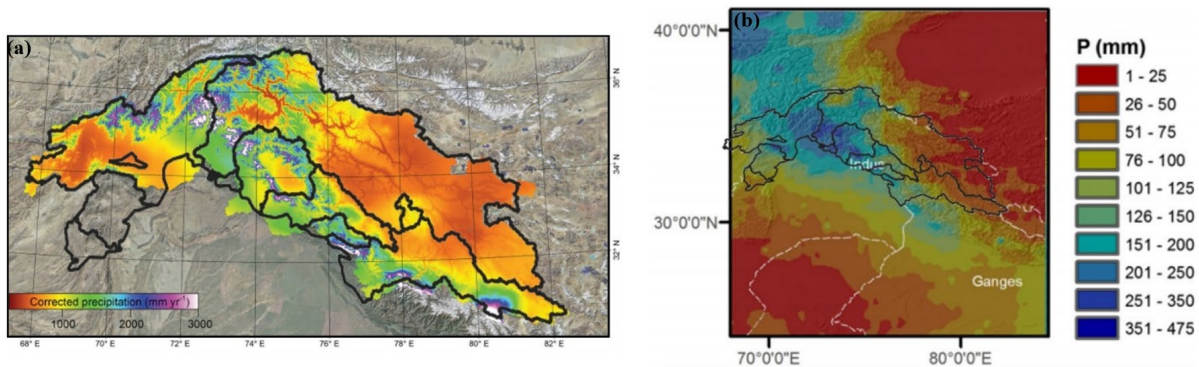 (a)
36° N
34° N
32° N
Corrected precipitation (mm yr⁻¹)
1000 2000 3000
68° E 70° E 72° E 74° E 76° E 78° E 80° E 82° E
(b)
40°0'0"N
30°0'0"N
Indus
Ganges
70°0'0"E 80°0'0"E
P (mm)
1 - 25
26 - 50
51 - 75
76 - 100
101 - 125
126 - 150
151 - 200
201 - 250
251 - 350
351 - 475